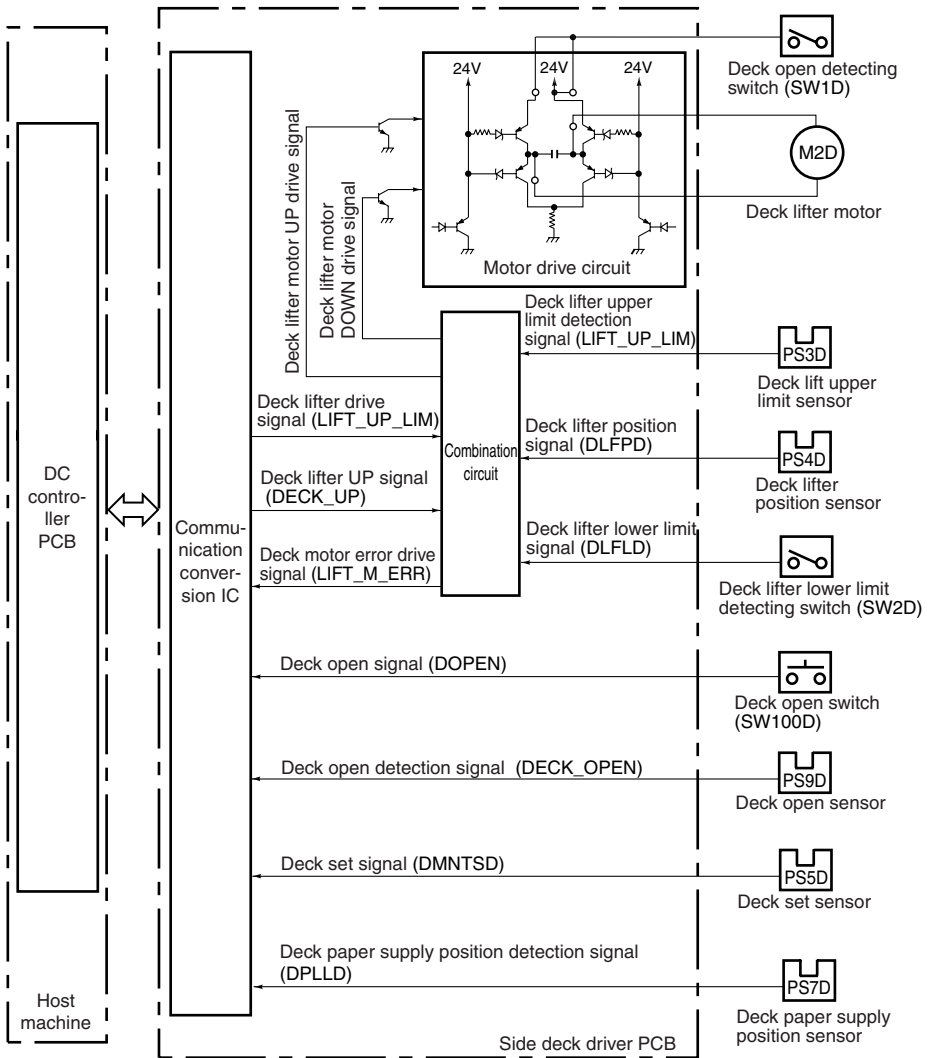 24V
24V
24V
Deck open detecting
switch (SW1D)
M2D
Deck lifter motor
Motor drive circuit
Deck lifter motor UP drive signal
Deck lifter motor
DOWN drive signal
Deck lifter upper
limit detection
signal (LIFT_UP_LIM)
PS3D
Deck lift upper
limit sensor
Deck lifter drive
signal (LIFT_UP_LIM)
Deck lifter position
signal (DLFPD)
PS4D
Deck lifter
position sensor
Combination
circuit
Deck lifter UP signal
(DECK_UP)
DC
contro-
ller
PCB
Commu-
nication
conver-
sion IC
Deck lifter lower limit
signal (DLFLD)
Deck motor error drive
signal (LIFT_M_ERR)
Deck lifter lower limit
detecting switch (SW2D)
Deck open signal (DOPEN)
Deck open switch
(SW100D)
Deck open detection signal (DECK_OPEN)
PS9D
Deck open sensor
Deck set signal (DMNTSD)
PS5D
Deck set sensor
Deck paper supply position detection signal
(DPLLD)
PS7D
Deck paper supply
position sensor
Host
machine
Side deck driver PCB